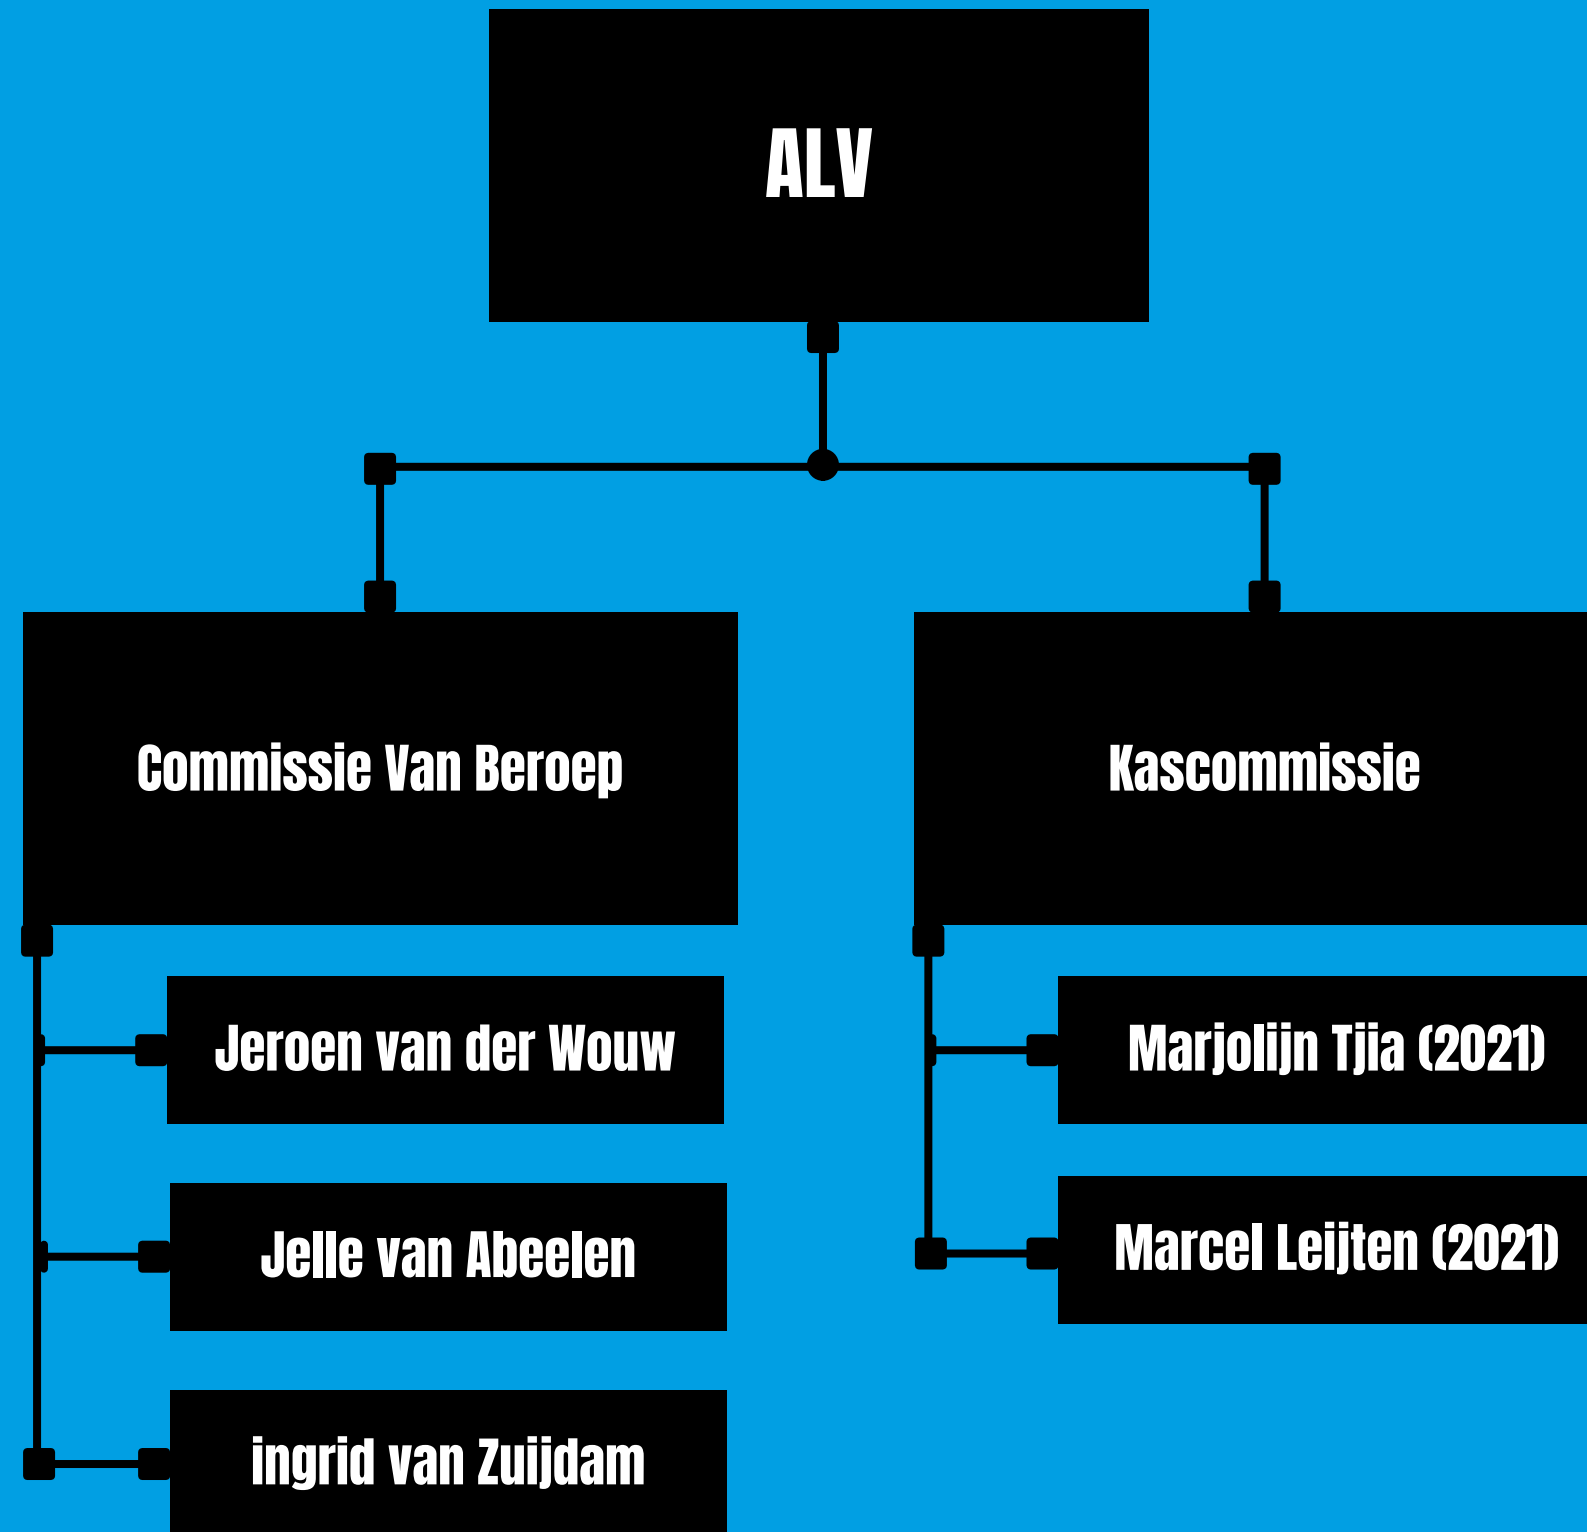 ALV
Commissie Van Beroep
Jeroen van der Wouw
Jelle van Abeelen
ingrid van Zuijdam
Kascommissie
Marjolijn Tjia (2021)
Marcel Leijten (2021)